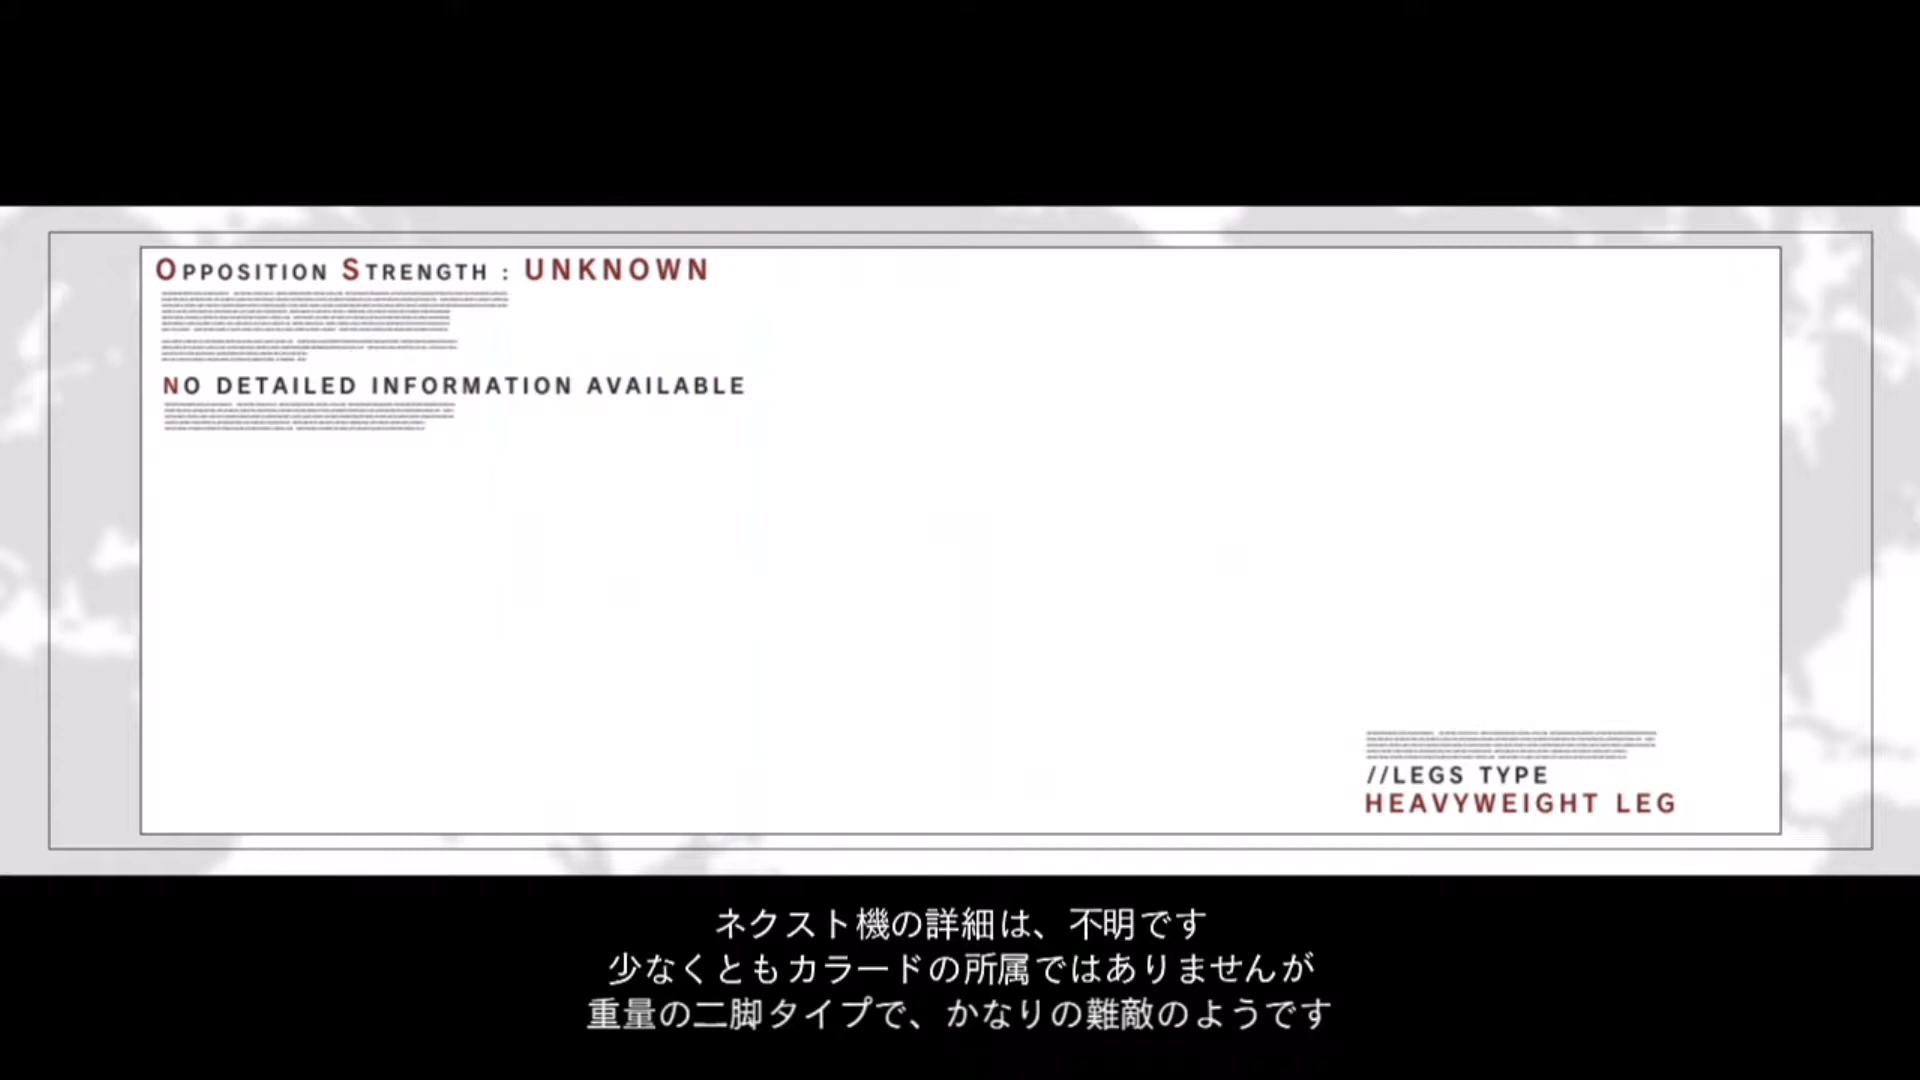 OPPOSITION STRENGTH : UNKNOWN
NO DETAILED INFORMATION AVAILABLE
//LEGS TYPE
HEAVYWEIGHT LEG
ネクスト機の詳細は、不明です
少なくともカラードの所属ではありませんが
重量の二脚タイプで、かなりの難敵のようです